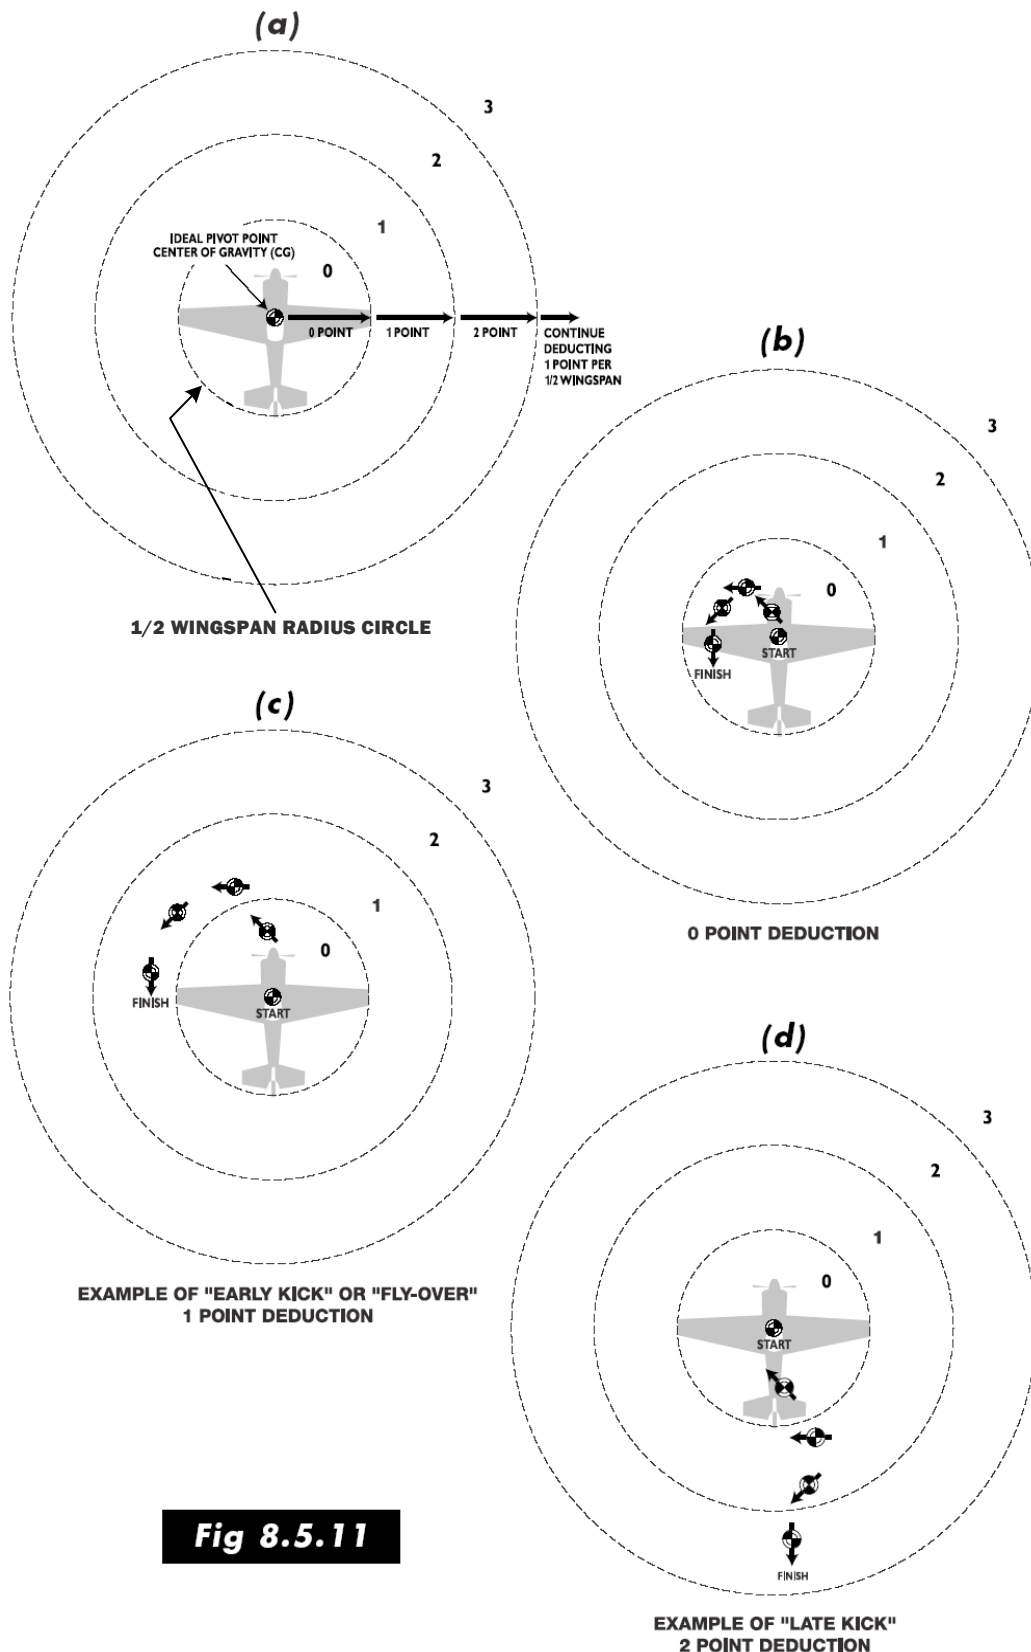 (a)
3
2
1
IDEAL PIVOT POINT
CENTER OF GRAVITY (CG)
0
0 POINT
1 POINT
2 POINT
CONTINUE
DEDUCTING
1 POINT PER
1/2 WINGSPAN
1/2 WINGSPAN RADIUS CIRCLE
(b)
3
2
1
0
START
FINISH
0 POINT DEDUCTION
(c)
3
2
1
0
START
FINISH
EXAMPLE OF "EARLY KICK" OR "FLY-OVER"
1 POINT DEDUCTION
(d)
3
2
1
0
START
FINISH
EXAMPLE OF "LATE KICK"
2 POINT DEDUCTION
Fig 8.5.11